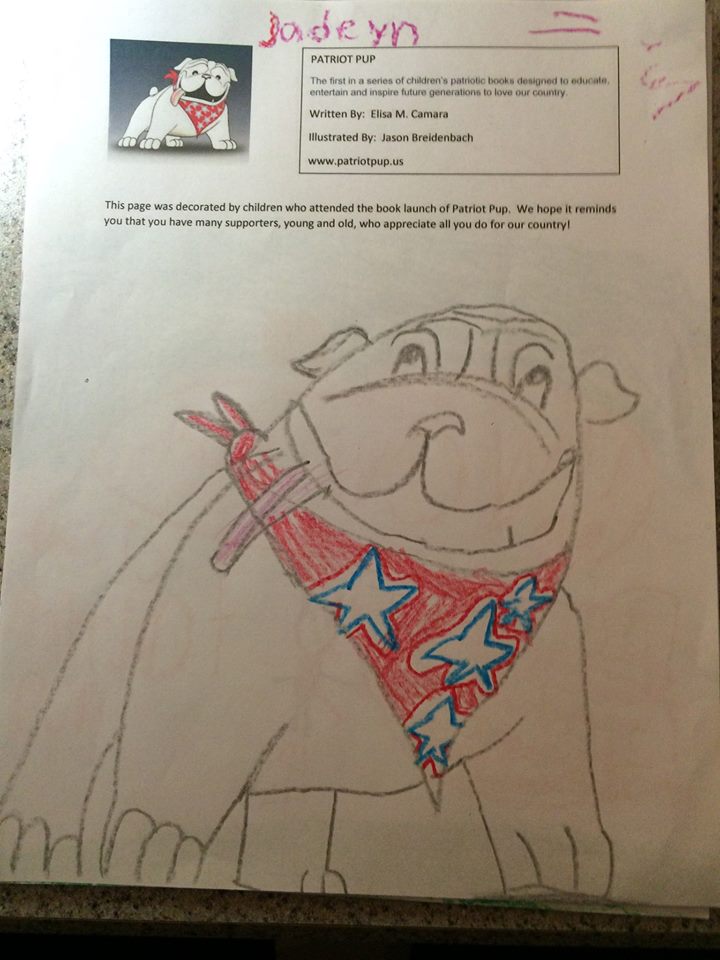 Jadeyn
PATRIOT PUP
The first in a series of children's patriotic books designed to educate,
entertain and inspire future generations to love our country.
Written By: Elisa M. Camara
Illustrated By: Jason Breidenbach
www.patriotpup.us
This page was decorated by children who attended the book launch of Patriot Pup. We hope it reminds
you that you have many supporters, young and old, who appreciate all you do for our country!